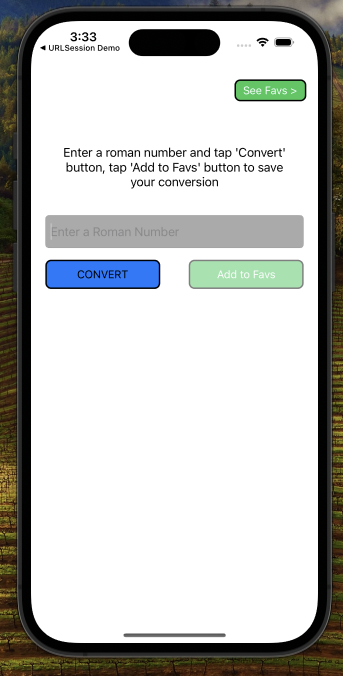 3:33
◀ URLSession Demo
See Favs >
Enter a roman number and tap 'Convert'
button, tap 'Add to Favs' button to save
your conversion
Enter a Roman Number
CONVERT
Add to Favs